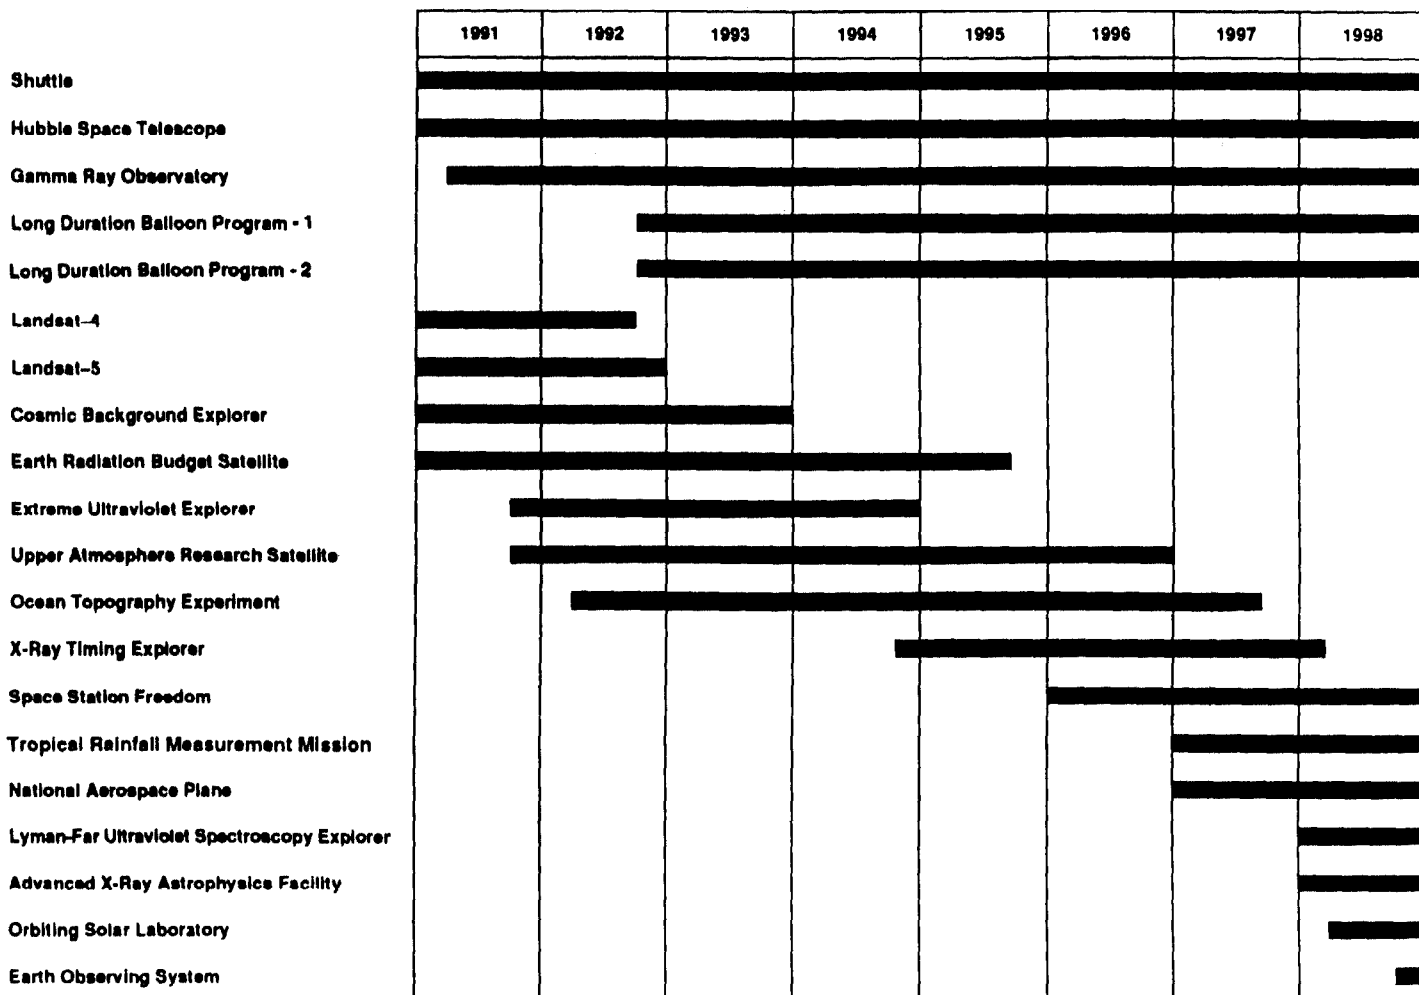 1991 1992 1993 1994 1995 1996 1997 1998
Shuttle
Hubble Space Telescope
Gamma Ray Observatory
Long Duration Balloon Program - 1
Long Duration Balloon Program - 2
Landsat-4
Landsat-5
Cosmic Background Explorer
Earth Radiation Budget Satellite
Extreme Ultraviolet Explorer
Upper Atmosphere Research Satellite
Ocean Topography Experiment
X-Ray Timing Explorer
Space Station Freedom
Tropical Rainfall Measurement Mission
National Aerospace Plane
Lyman-Far Ultraviolet Spectroscopy Explorer
Advanced X-Ray Astrophysics Facility
Orbiting Solar Laboratory
Earth Observing System